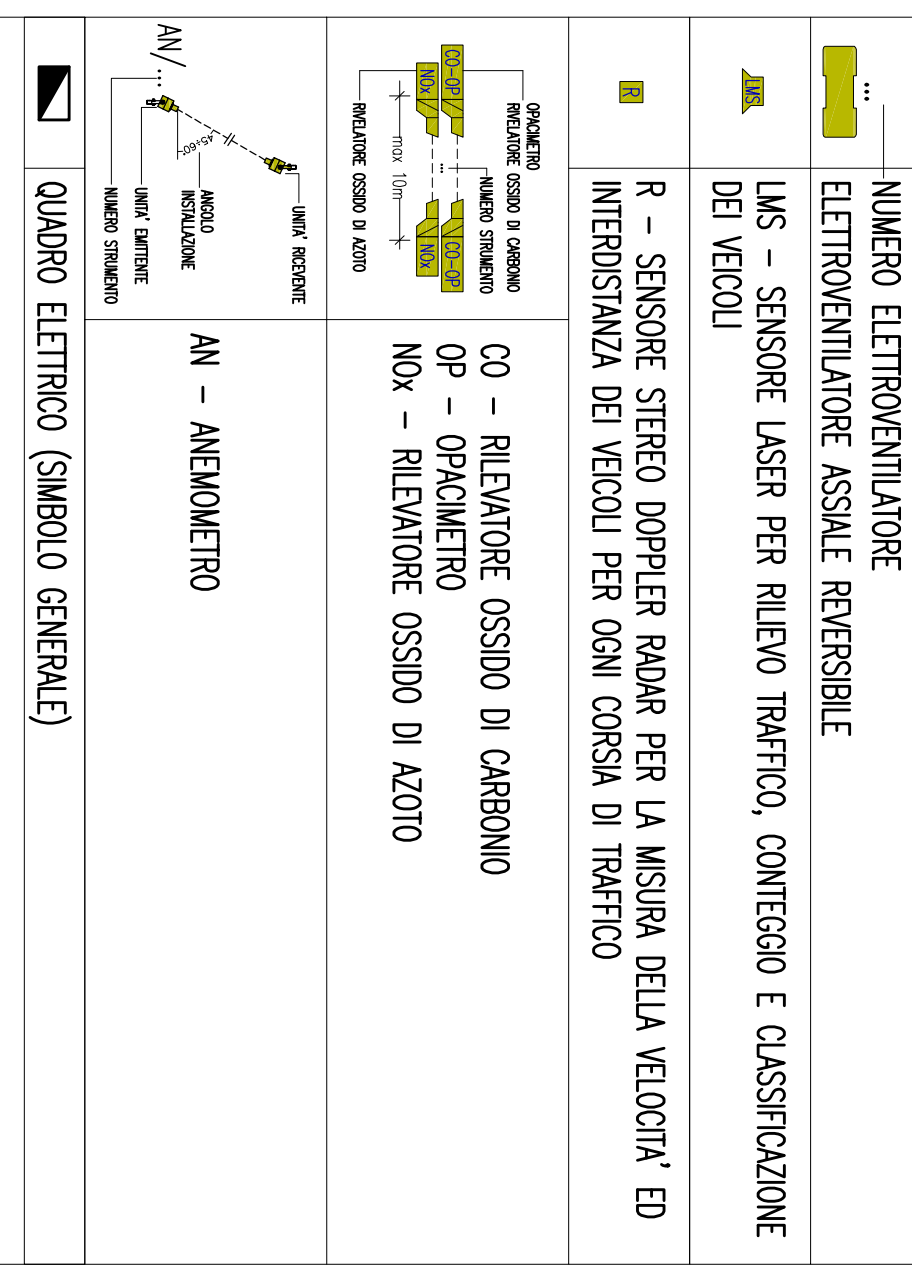 ...
NUMERO ELETTROVENTILATORE
ELETTROVENTILATORE ASSIALE REVERSIBILE
LMS
LMS - SENSORE LASER PER RILIEVO TRAFFICO, CONTEGGIO E CLASSIFICAZIONE
DEI VEICOLI
R
R - SENSORE STEREO DOPPLER RADAR PER LA MISURA DELLA VELOCITA' ED
INTERDISTANZA DEI VEICOLI PER OGNI CORSIA DI TRAFFICO
OPACIMETRO
RIVELATORE OSSIDO DI CARBONIO
NUMERO STRUMENTO
...
CO-OP CO-OP
NOx NOx
max 10m
RIVELATORE OSSIDO DI AZOTO
CO - RILEVATORE OSSIDO DI CARBONIO
OP - OPACIMETRO
NOx - RILEVATORE OSSIDO DI AZOTO
UNITA' RICEVENTE
45÷60°
ANGOLO
INSTALLAZIONE
AN/...
UNITA' EMITTENTE
NUMERO STRUMENTO
AN - ANEMOMETRO
QUADRO ELETTRICO (SIMBOLO GENERALE)